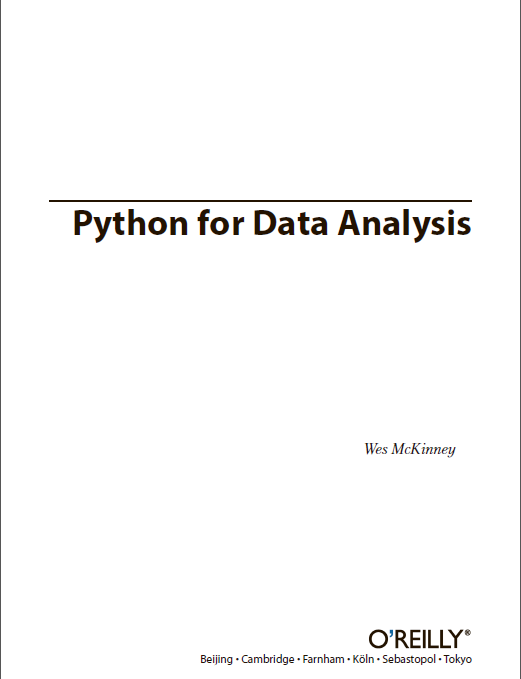 Python for Data Analysis
Wes McKinney
O'REILLY®
Beijing • Cambridge • Farnham • Köln • Sebastopol • Tokyo